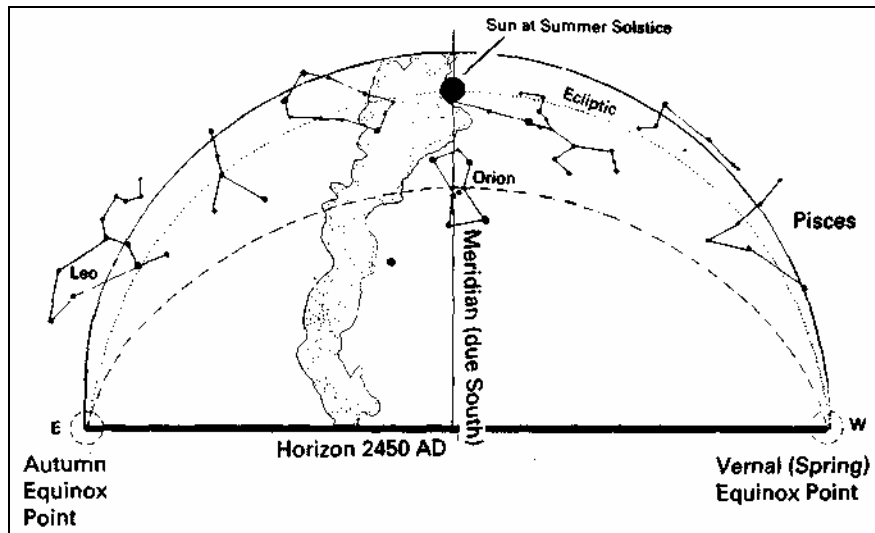 Sun at Summer Solstice
Ecliptic
Orion
Pisces
Leo
Meridian (due South)
E
W
Horizon 2450 AD
Autumn
Equinox
Point
Vernal (Spring)
Equinox Point